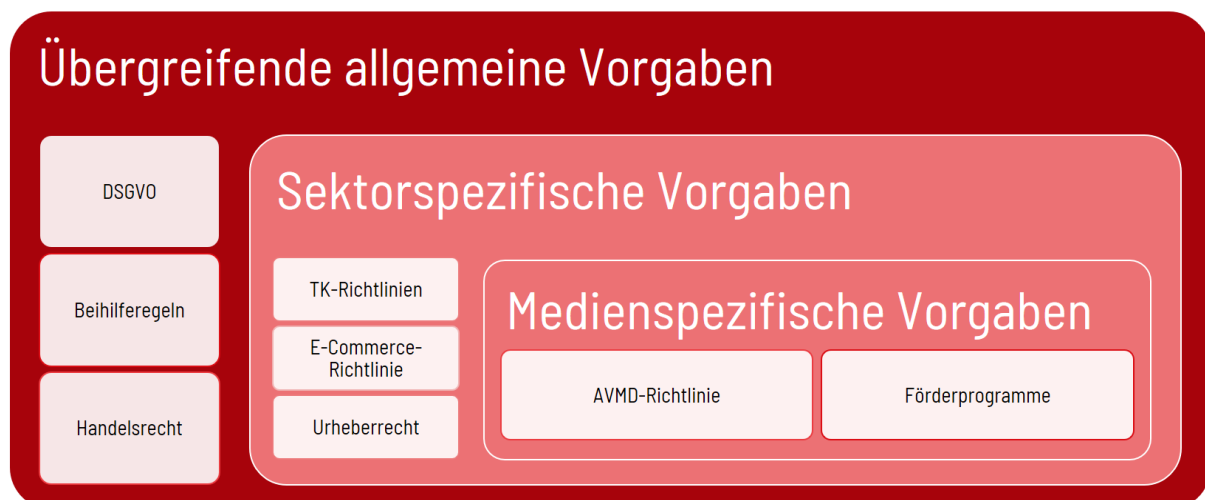 Übergreifende allgemeine Vorgaben
DSGVO
Beihilferegeln
Handelsrecht
Sektorspezifische Vorgaben
TK-Richtlinien
E-Commerce-
Richtlinie
Urheberrecht
Medienspezifische Vorgaben
AVMD-Richtlinie
Förderprogramme